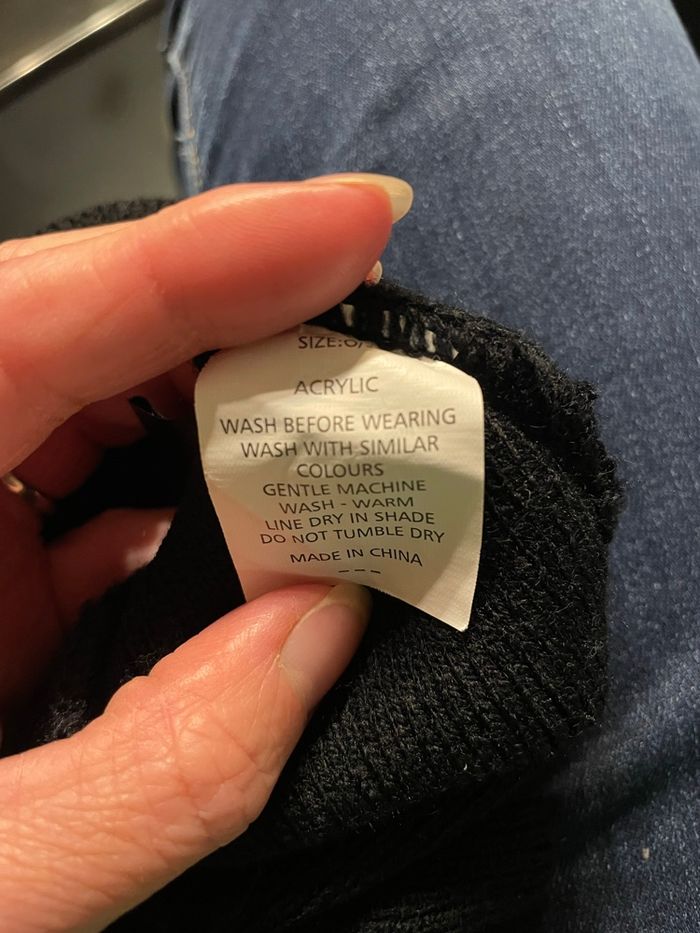 SIZE:
ACRYLIC
WASH BEFORE WEARING
WASH WITH SIMILAR
COLOURS
GENTLE MACHINE
WASH - WARM
LINE DRY IN SHADE
DO NOT TUMBLE DRY
MADE IN CHINA
---